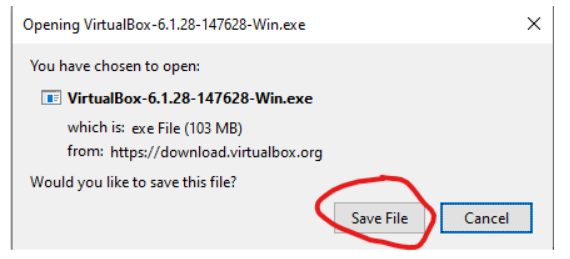 Opening VirtualBox-6.1.28-147628-Win.exe
You have chosen to open:
VirtualBox-6.1.28-147628-Win.exe
which is: exe File (103 MB)
from: https://download.virtualbox.org
Would you like to save this file?
Save File Cancel